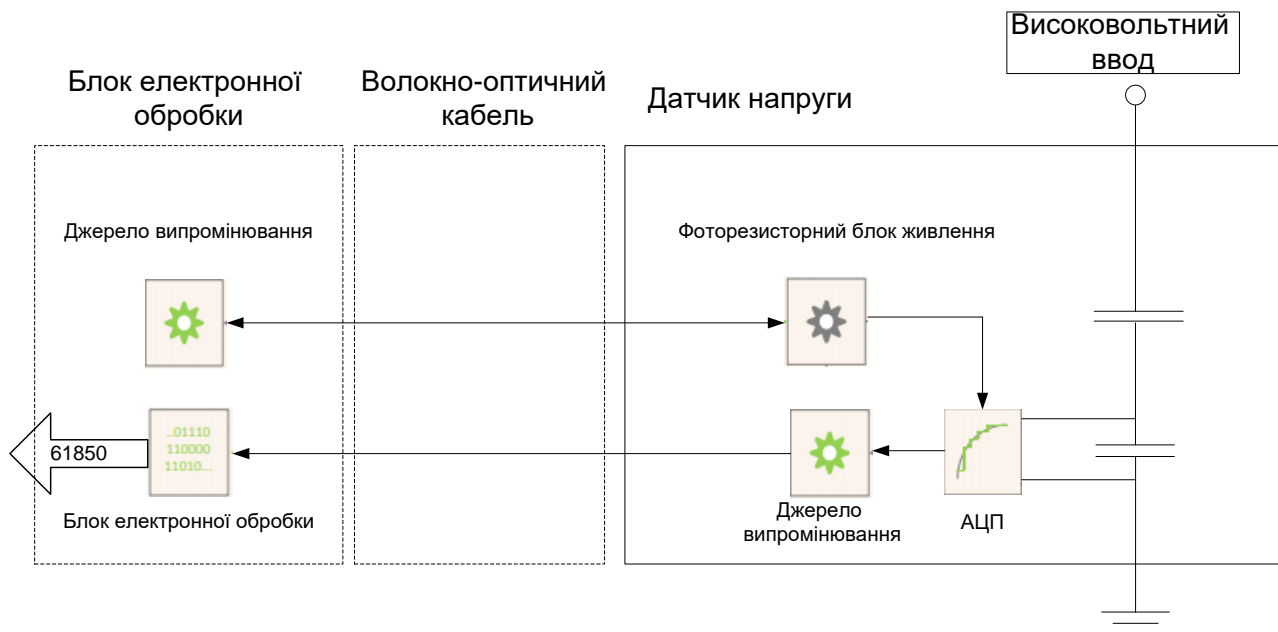 Високовольтний
ввод
Блок електронної
обробки
Волокно-оптичний
кабель
Датчик напруги
Джерело випромінювання
Фоторезисторний блок живлення
61850
..01110
110000
11010...
Блок електронної обробки
Джерело
випромінювання
АЦП